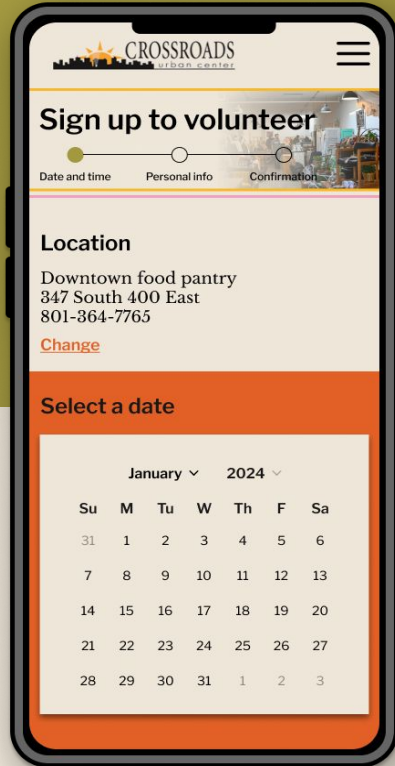 CROSSROADS
urban center
Sign up to volunteer
Date and time Personal info Confirmation
Location
Downtown food pantry
347 South 400 East
801-364-7765
Change
Select a date
January 2024
Su M Tu W Th F Sa
31 1 2 3 4 5 6
7 8 9 10 11 12 13
14 15 16 17 18 19 20
21 22 23 24 25 26 27
28 29 30 31 1 2 3